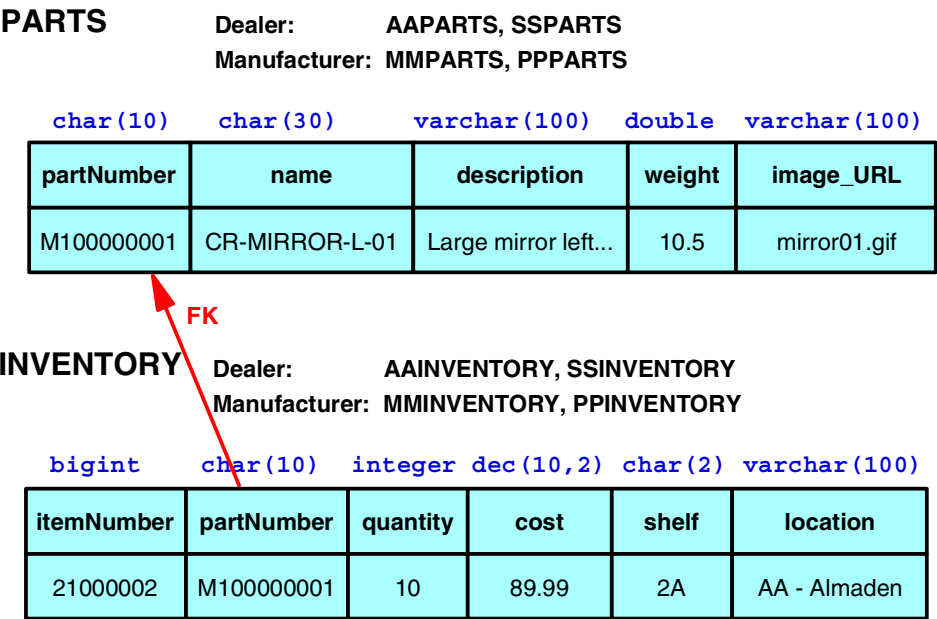 PARTS Dealer: AAPARTS, SSPARTS
Manufacturer: MMPARTS, PPPARTS
char(10) char(30) varchar(100) double varchar(100)
partNumber name description weight image_URL
M100000001 CR-MIRROR-L-01 Large mirror left... 10.5 mirror01.gif
FK
INVENTORY Dealer: AAINVENTORY, SSINVENTORY
Manufacturer: MMINVENTORY, PPINVENTORY
bigint char(10) integer dec(10,2) char(2) varchar(100)
itemNumber partNumber quantity cost shelf location
21000002 M100000001 10 89.99 2A AA - Almaden